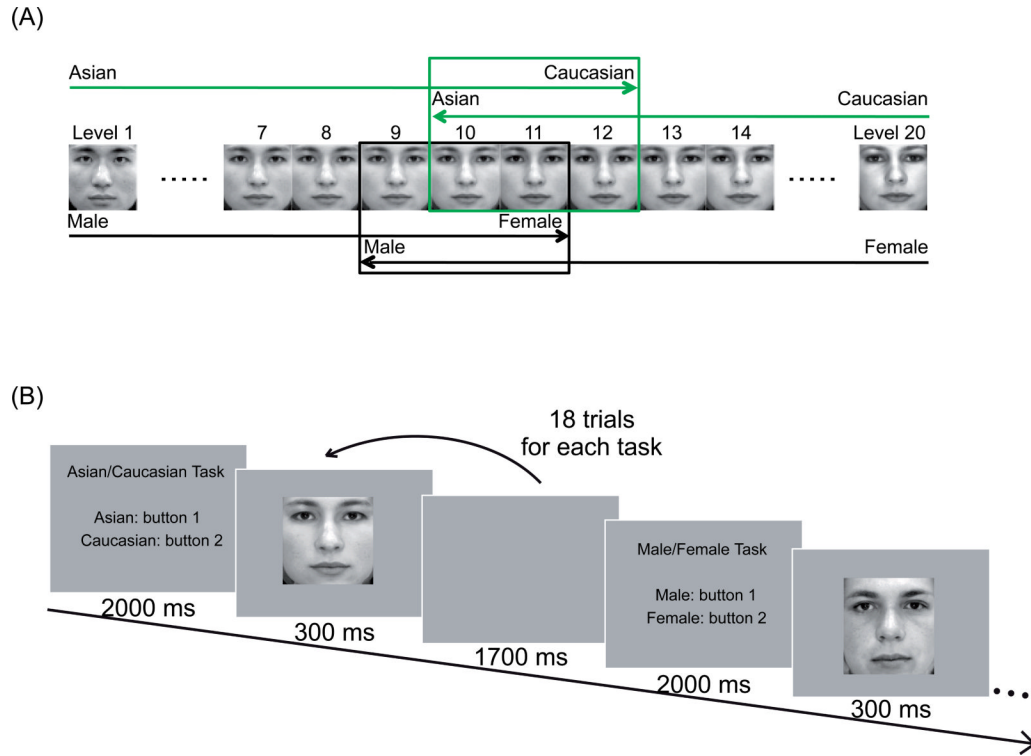 (A)
Asian Caucasian
Asian Caucasian
Level 1 7 8 9 10 11 12 13 14 Level 20
Male Female
Male Female
(B)
18 trials
for each task
Asian/Caucasian Task
Asian: button 1
Caucasian: button 2
2000 ms
300 ms
1700 ms
Male/Female Task
Male: button 1
Female: button 2
2000 ms
300 ms